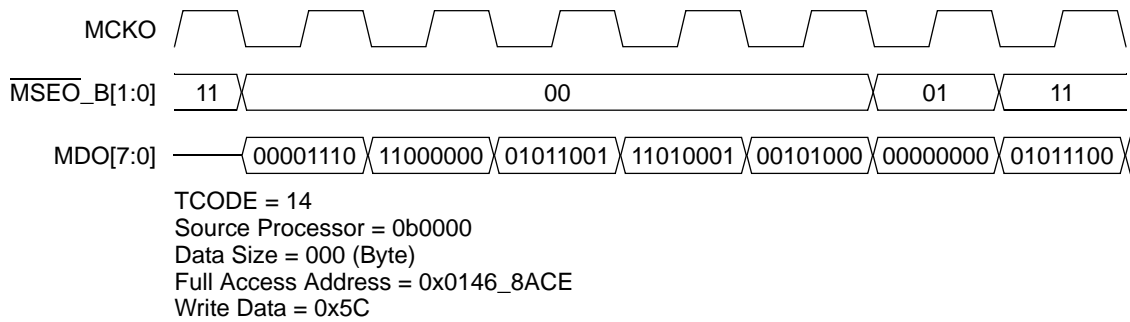 MCKO
MSEO_B[1:0] 11 00 01 11
MDO[7:0] 00001110 11000000 01011001 11010001 00101000 00000000 01011100
TCODE = 14
Source Processor = 0b0000
Data Size = 000 (Byte)
Full Access Address = 0x0146_8ACE
Write Data = 0x5C